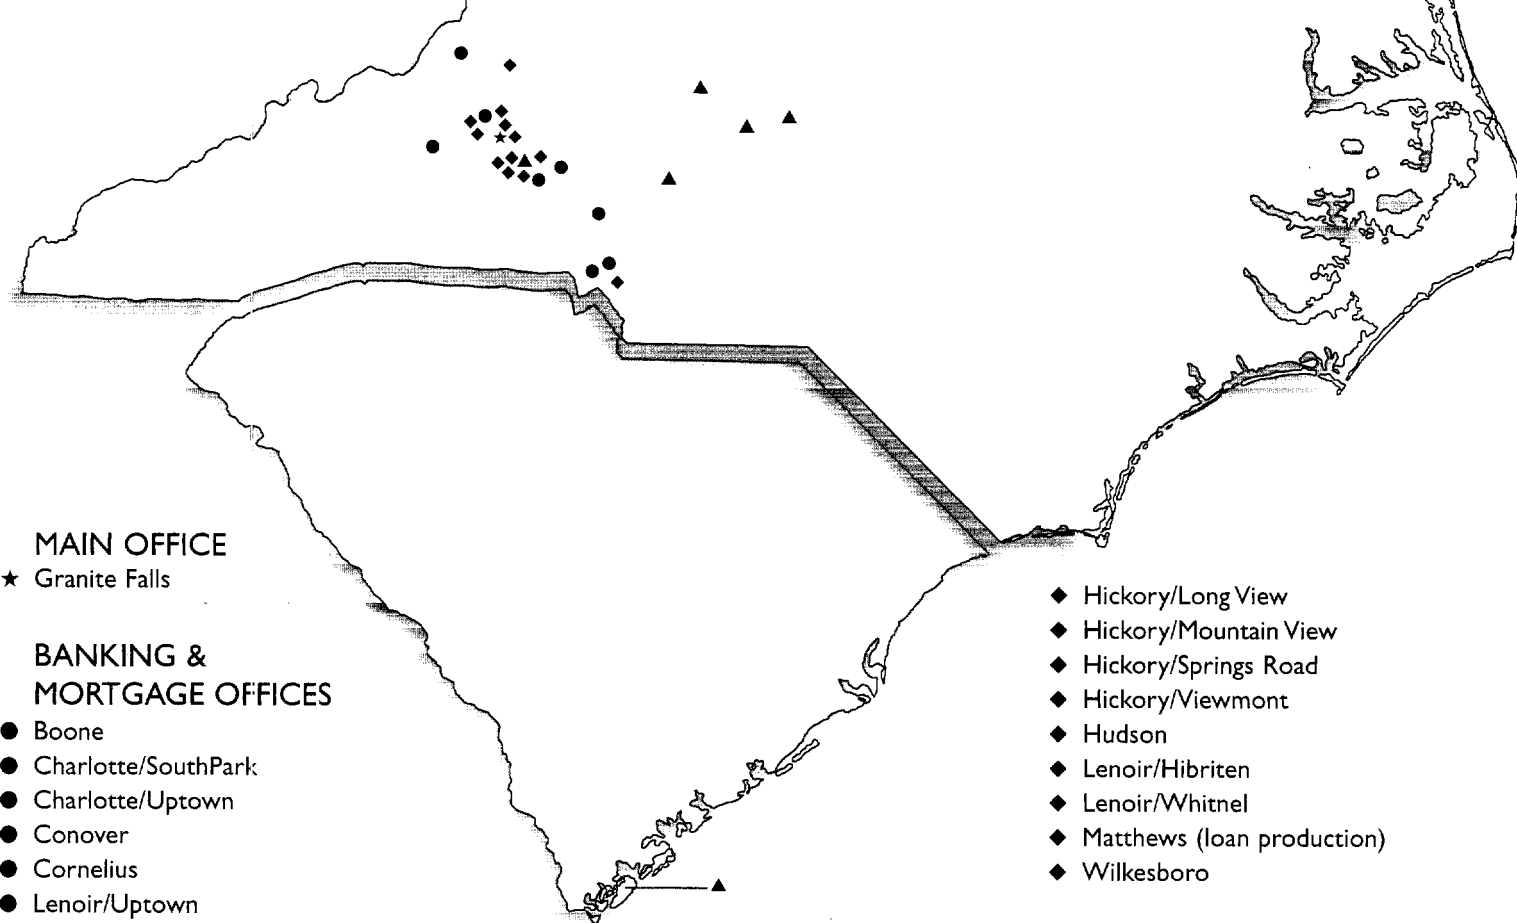 MAIN OFFICE
★ Granite Falls
BANKING &
MORTGAGE OFFICES
● Boone
● Charlotte/SouthPark
● Charlotte/Uptown
● Conover
● Cornelius
● Lenoir/Uptown
◆ Hickory/Long View
◆ Hickory/Mountain View
◆ Hickory/Springs Road
◆ Hickory/Viewmont
◆ Hudson
◆ Lenoir/Hibriten
◆ Lenoir/Whitnel
◆ Matthews (loan production)
◆ Wilkesboro